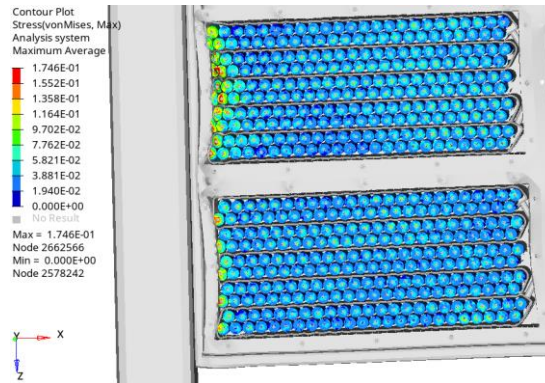 Contour Plot
Stress(vonMises, Max)
Analysis system
Maximum Average
1.746E-01
1.552E-01
1.358E-01
1.164E-01
9.702E-02
7.762E-02
5.821E-02
3.881E-02
1.940E-02
0.000E+00
No Result
Max = 1.746E-01
Node 2662566
Min = 0.000E+00
Node 2578242
Y
X
Z